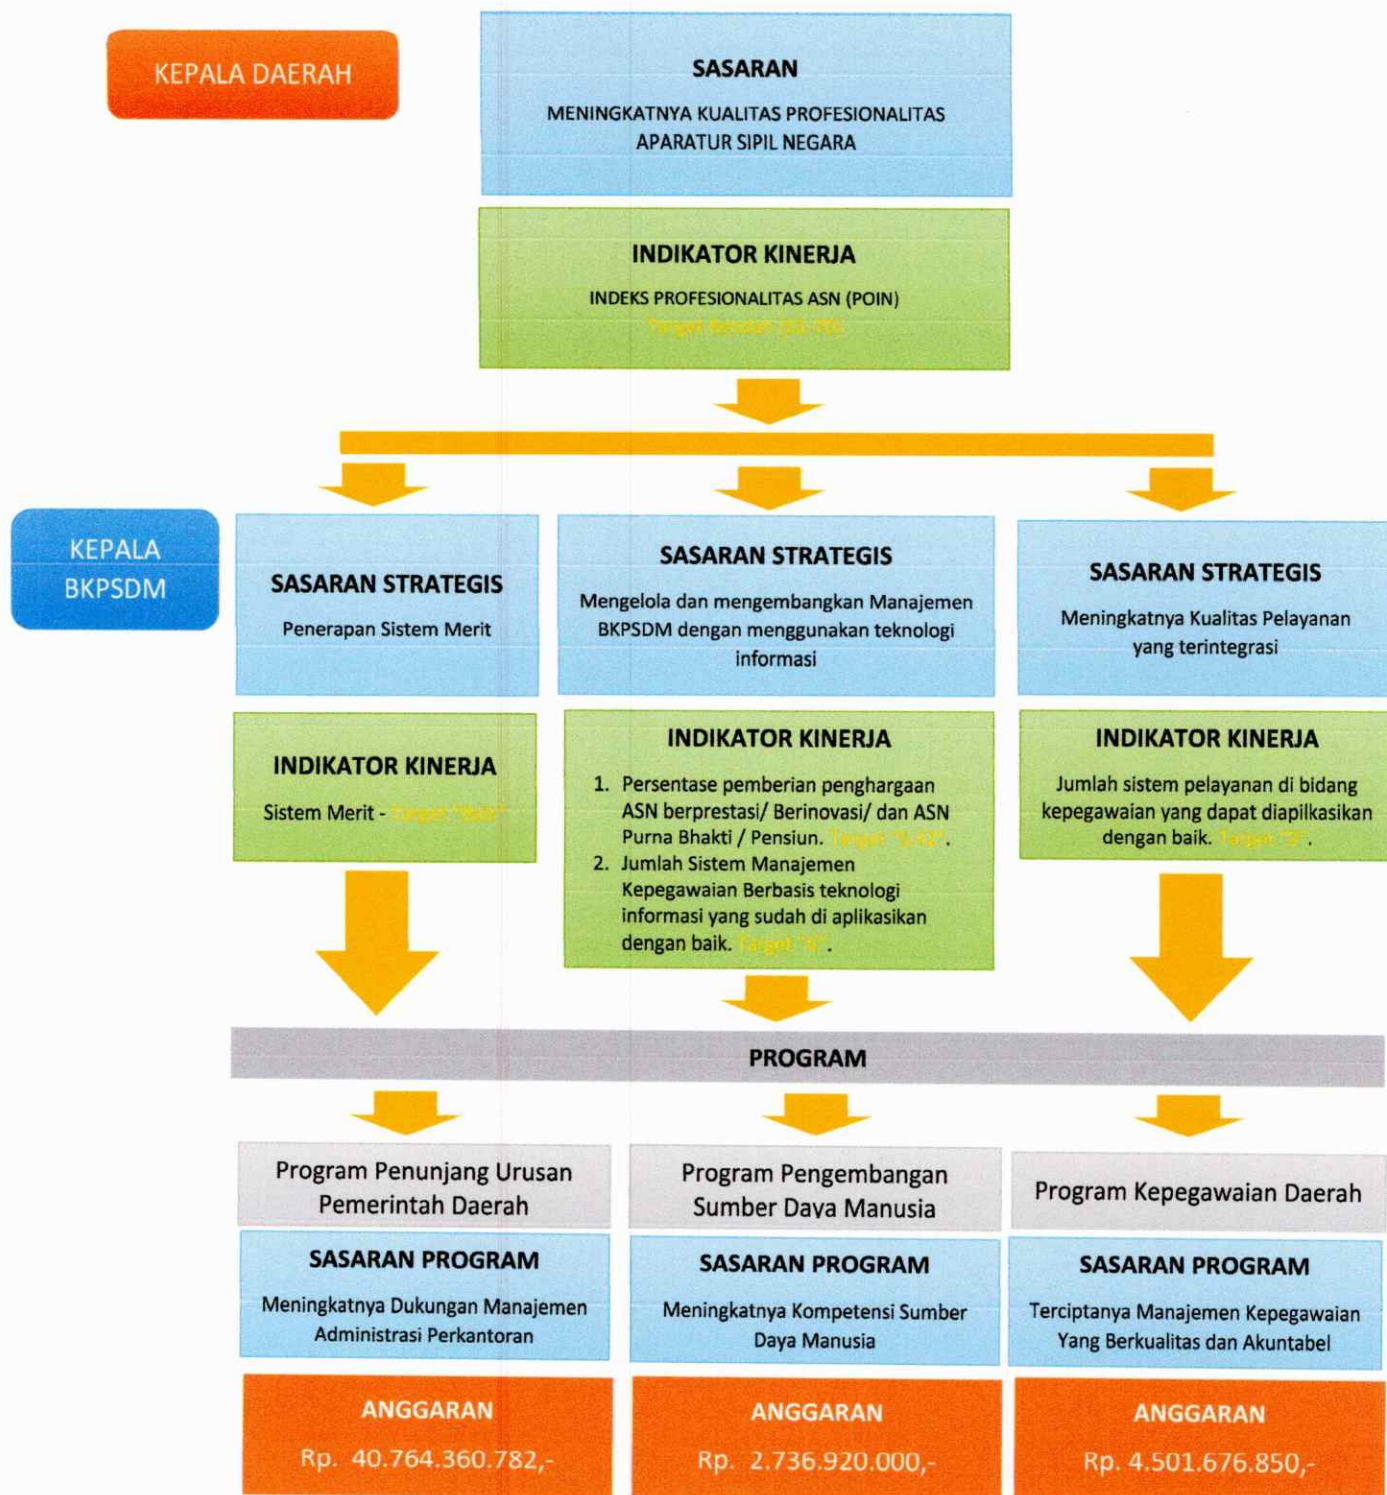 KEPALA DAERAH
SASARAN
MENINGKATNYA KUALITAS PROFESIONALITAS
APARATUR SIPIL NEGARA
INDIKATOR KINERJA
INDEKS PROFESIONALITAS ASN (POIN)
Target
KEPALA
BKPSDM
SASARAN STRATEGIS
Penerapan Sistem Merit
SASARAN STRATEGIS
Mengelola dan mengembangkan Manajemen
BKPSDM dengan menggunakan teknologi
informasi
SASARAN STRATEGIS
Meningkatnya Kualitas Pelayanan
yang terintegrasi
INDIKATOR KINERJA
Sistem Merit - Target
INDIKATOR KINERJA
1. Persentase pemberian penghargaan
ASN berprestasi/ Berinovasi/ dan ASN
Purna Bhakti / Pensiun. Target
2. Jumlah Sistem Manajemen
Kepegawaian Berbasis teknologi
informasi yang sudah di aplikasikan
dengan baik. Target
INDIKATOR KINERJA
Jumlah sistem pelayanan di bidang
kepegawaian yang dapat diapilkasikan
dengan baik. Target
PROGRAM
Program Penunjang Urusan
Pemerintah Daerah
Program Pengembangan
Sumber Daya Manusia
Program Kepegawaian Daerah
SASARAN PROGRAM
Meningkatnya Dukungan Manajemen
Administrasi Perkantoran
SASARAN PROGRAM
Meningkatnya Kompetensi Sumber
Daya Manusia
SASARAN PROGRAM
Terciptanya Manajemen Kepegawaian
Yang Berkualitas dan Akuntabel
ANGGARAN
Rp. 40.764.360.782,-
ANGGARAN
Rp. 2.736.920.000,-
ANGGARAN
Rp. 4.501.676.850,-